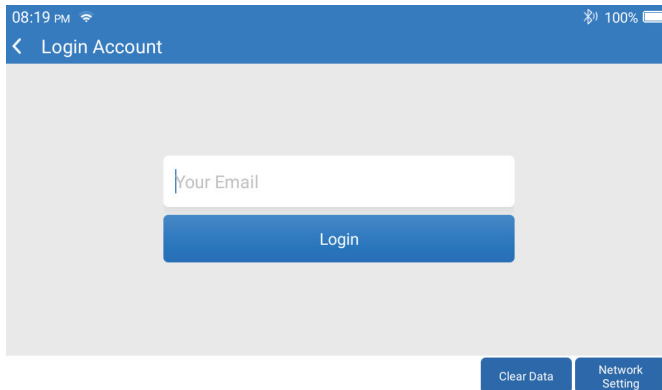 08:19 PM 100%
Login Account
Your Email
Login
Clear Data
Network
Setting